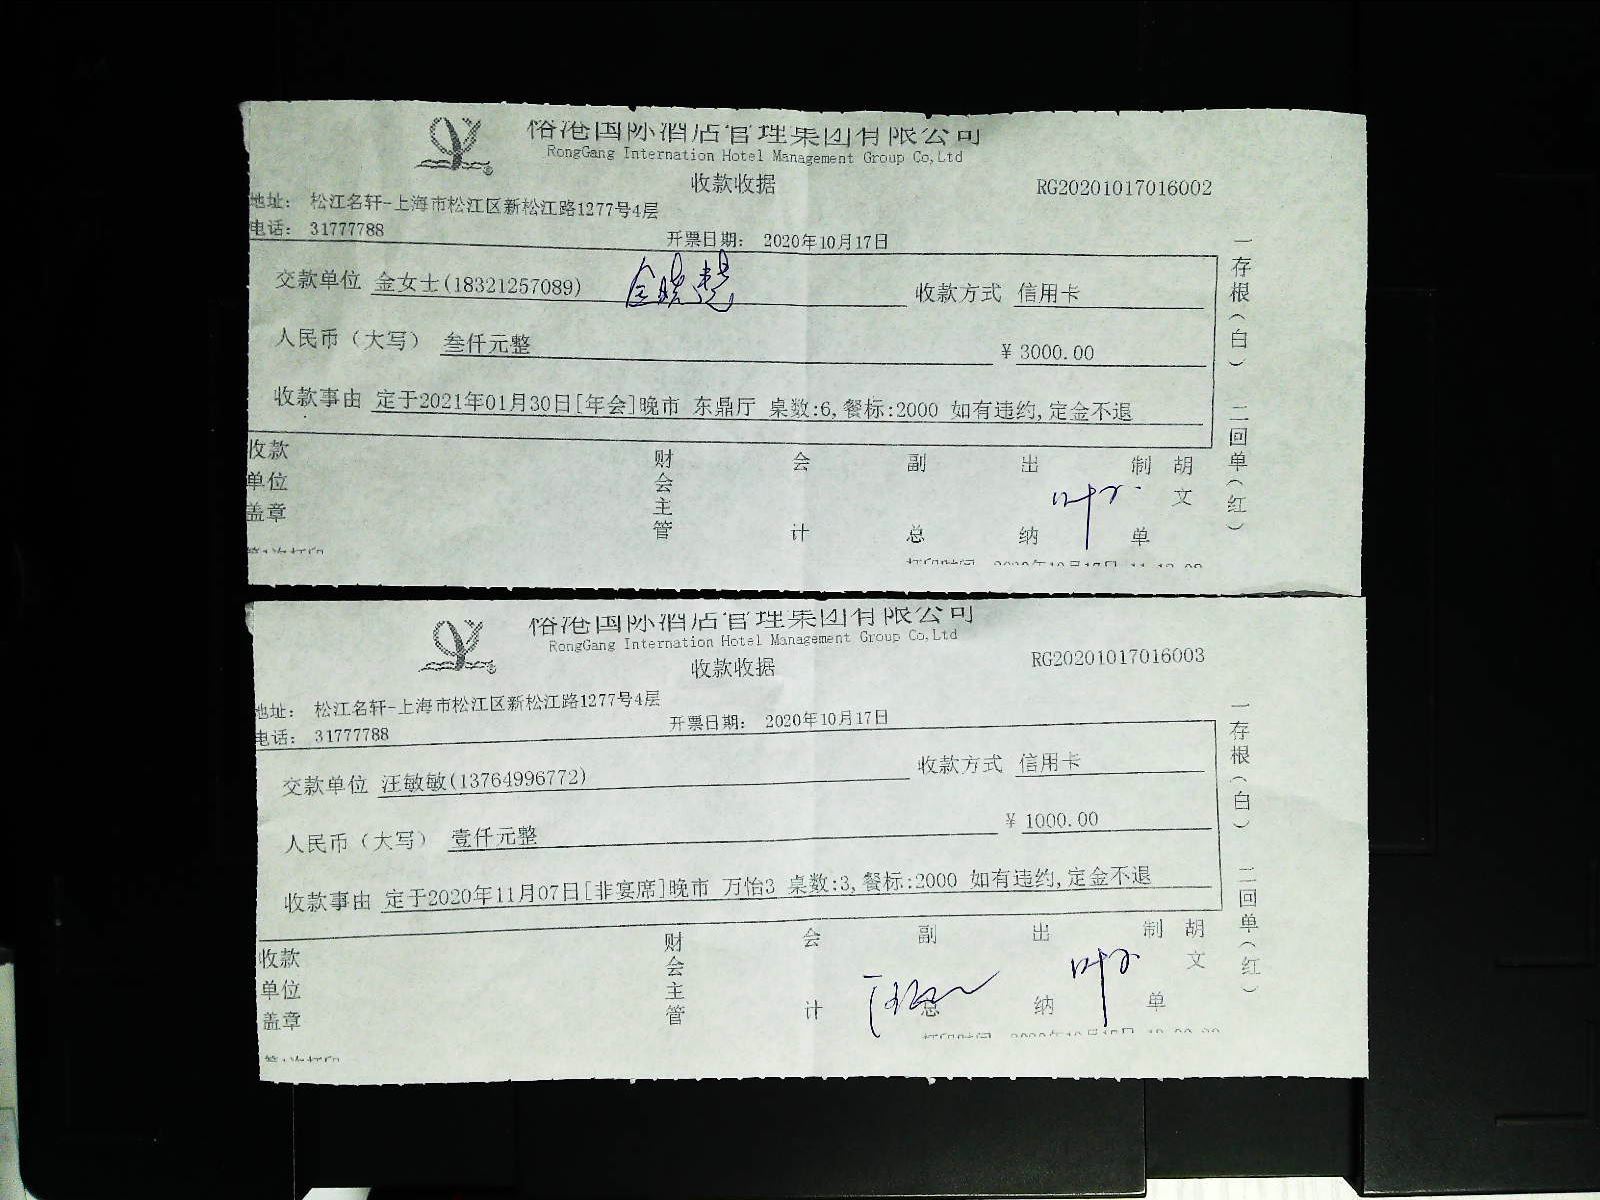 榕港国际酒店管理集团有限公司
RongGang Internation Hotel Management Group Co,Ltd
收款收据
RG20201017016002
地址： 松江名轩-上海市松江区新松江路1277号4层
电话： 31777788
开票日期： 2020年10月17日
交款单位 金女士(18321257089) 收款方式 信用卡
人民币（大写） 叁仟元整 ¥ 3000.00
收款事由 定于2021年01月30日[年会]晚市 东鼎厅 桌数:6,餐标:2000 如有违约,定金不退
收款单位盖章 财会主管 会计 副总 出纳 制单 胡文
第1次打印
一存根（白） 二回单（红）
榕港国际酒店管理集团有限公司
RongGang Internation Hotel Management Group Co,Ltd
收款收据
RG20201017016003
地址： 松江名轩-上海市松江区新松江路1277号4层
电话： 31777788
开票日期： 2020年10月17日
交款单位 汪敏敏(13764996772) 收款方式 信用卡
人民币（大写） 壹仟元整 ¥ 1000.00
收款事由 定于2020年11月07日[非宴席]晚市 万怡3 桌数:3,餐标:2000 如有违约,定金不退
收款单位盖章 财会主管 会计 副总 出纳 制单 胡文
第1次打印
一存根（白） 二回单（红）